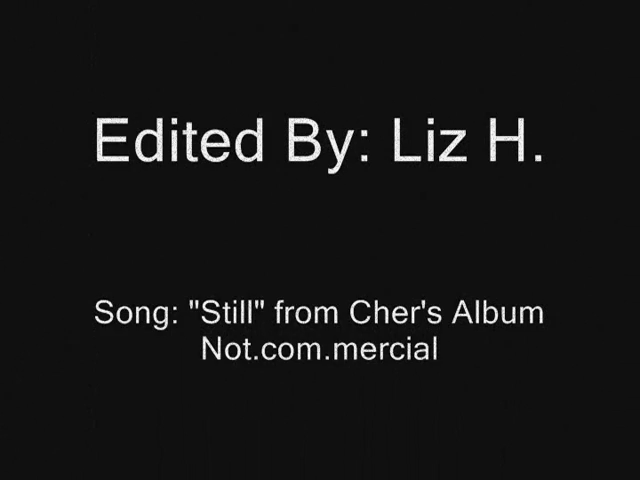 Edited By: Liz H.
Song: "Still" from Cher's Album
Not.com.mercial